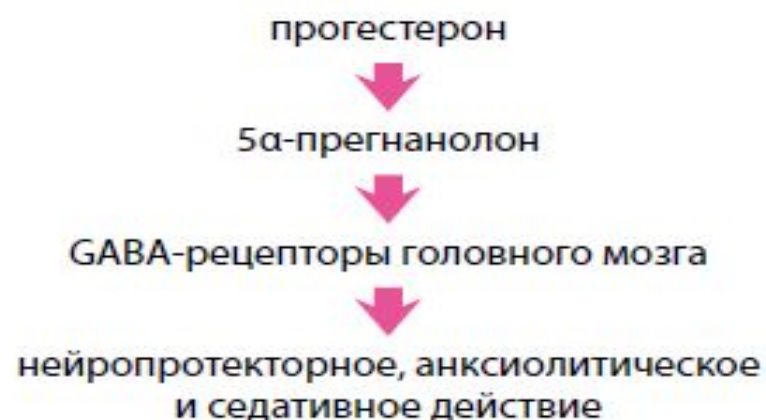 прогестерон
5α-прегнанолон
GABA-рецепторы головного мозга
нейропротекторное, анксиолитическое
и седативное действие